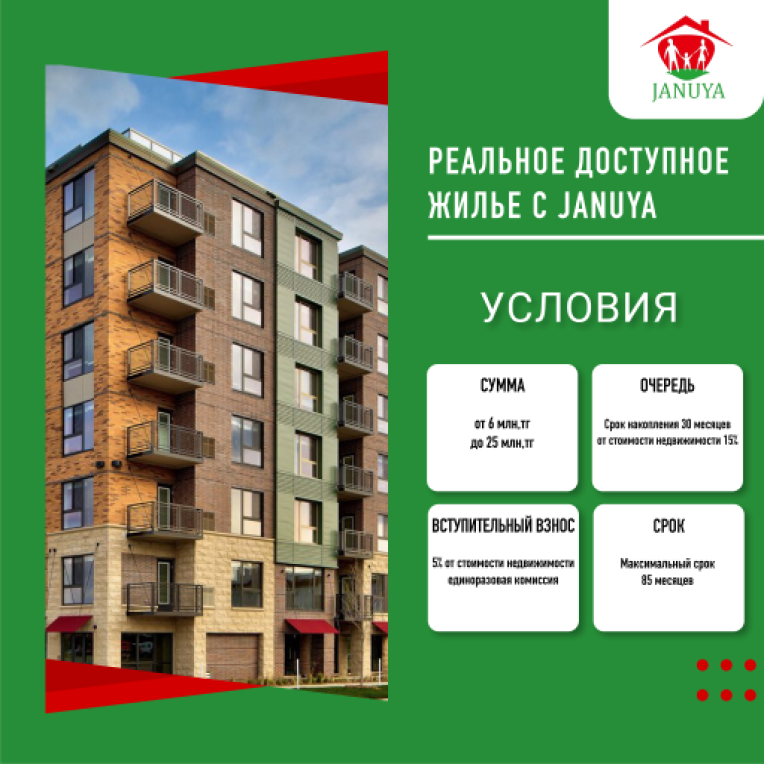 JANUYA
РЕАЛЬНОЕ ДОСТУПНОЕ
ЖИЛЬЕ С JANUYA
УСЛОВИЯ
СУММА
от 6 млн,тг
до 25 млн,тг
ОЧЕРЕДЬ
Срок накопления 30 месяцев
от стоимости недвижимости 15%
ВСТУПИТЕЛЬНЫЙ ВЗНОС
5% от стоимости недвижимости
единоразовая комиссия
СРОК
Максимальный срок
85 месяцев